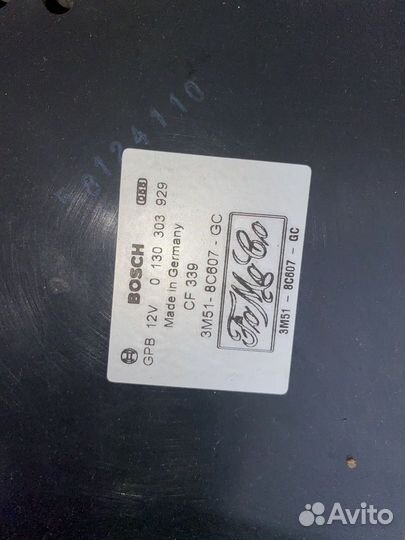 58124110
BOSCH
GPB 12V 0 130 303 929
Made in Germany
CF 339
3M51-8C607-GC
FoMoCo
3M51 - 8C607 - GC
Avito